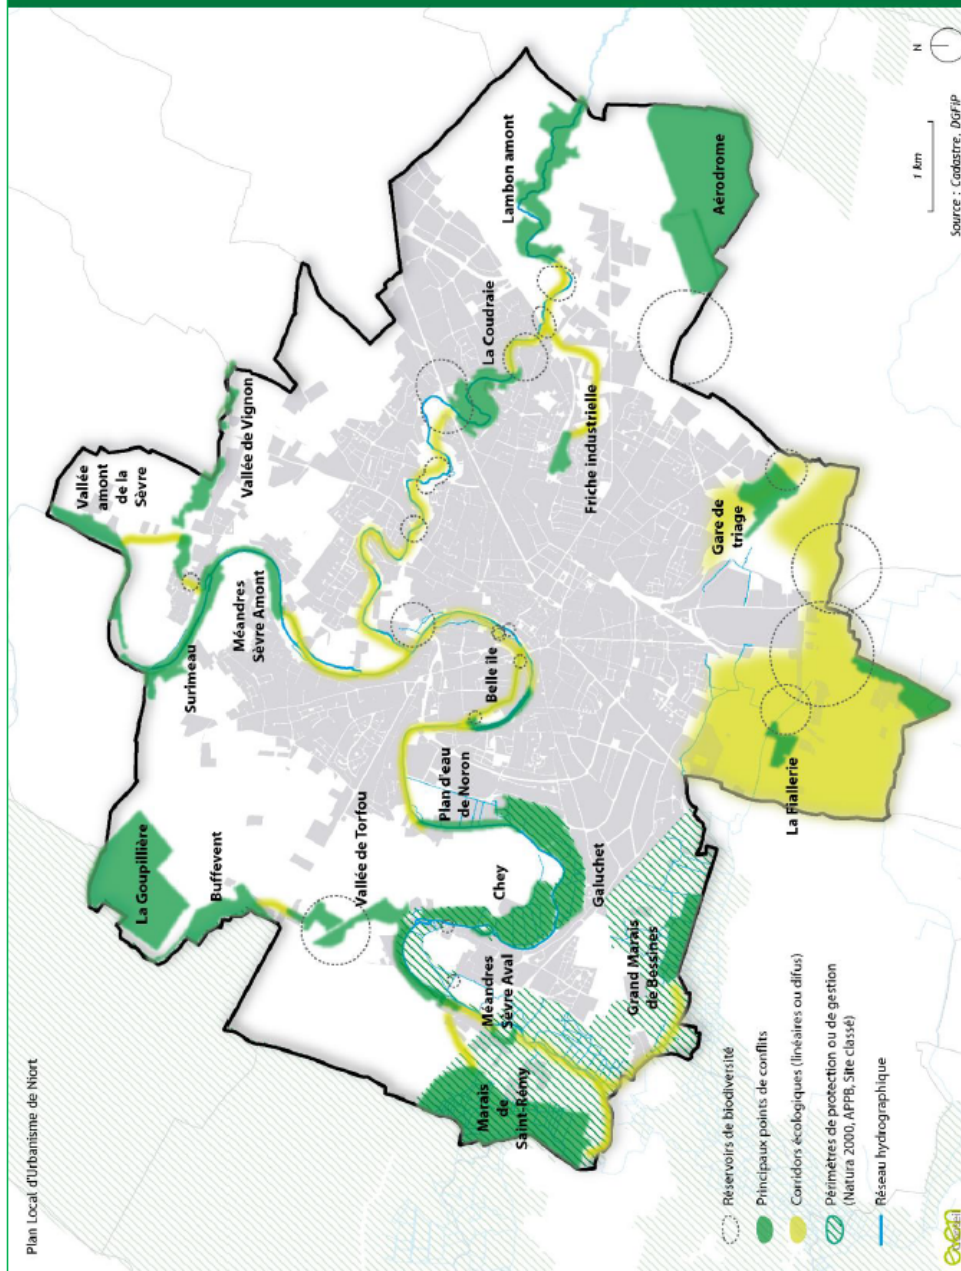 Plan Local d'Urbanisme de Niort
Vallée
amont
de la
Sèvre
Vallée de Vignon
Surimeau
Méandres
Sèvre Amont
La Goupillière
Buffevent
Vallée de Torfou
Plan d'eau
de Noron
Belle île
Chey
Galuchet
Méandres
Sèvre Aval
Marais
de
Saint-Rémy
Grand Marais
de Bessines
Lambon amont
La Coudraie
Friche industrielle
Aérodrome
Gare de
triage
La Fiallerie
Réservoirs de biodiversité
Principaux points de conflits
Corridors écologiques (linéaires ou difus)
Périmètres de protection ou de gestion
(Natura 2000, APPB, Site classé)
Réseau hydrographique
N
1 km
Source : Cadastre, DGFiP